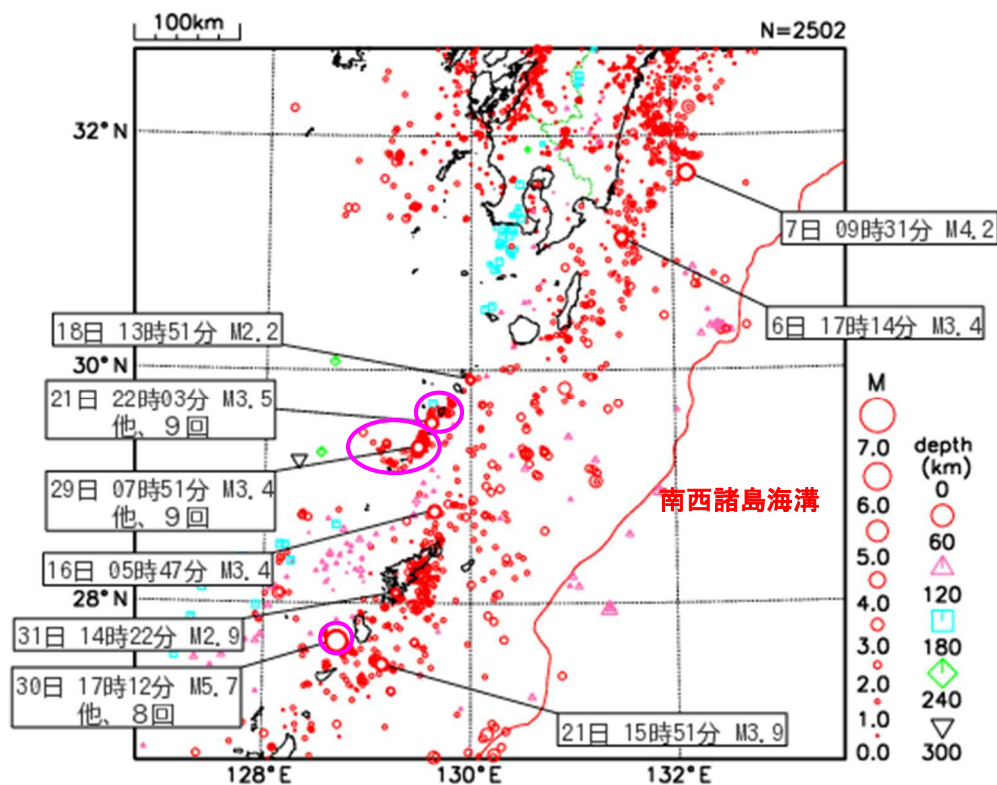 100km
N=2502
32°N
7日 09時31分 M4.2
6日 17時14分 M3.4
18日 13時51分 M2.2
30°N
21日 22時03分 M3.5
他、9回
29日 07時51分 M3.4
他、9回
南西諸島海溝
16日 05時47分 M3.4
28°N
31日 14時22分 M2.9
30日 17時12分 M5.7
他、8回
21日 15時51分 M3.9
128°E
130°E
132°E
M
7.0
6.0
5.0
4.0
3.0
2.0
1.0
0.0
depth
(km)
0
60
120
180
240
300